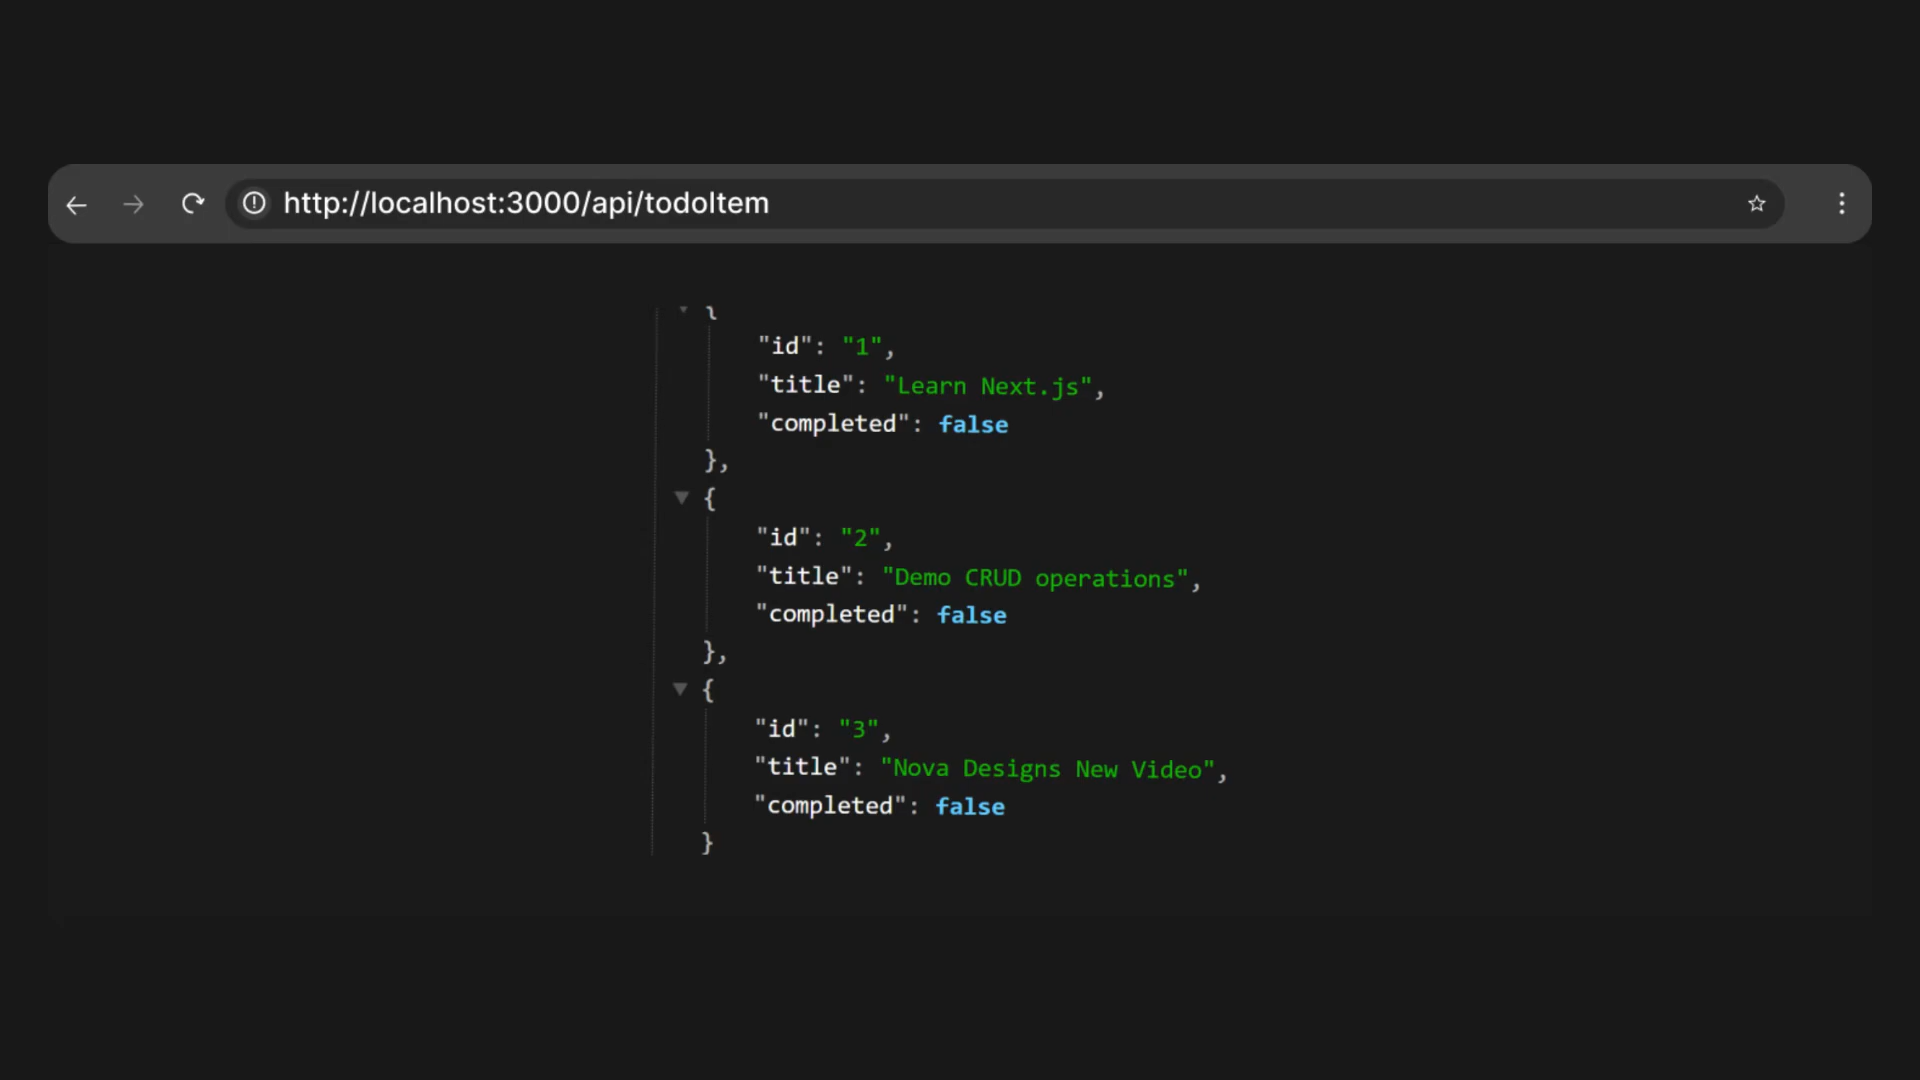 http://localhost:3000/api/todoItem
{
"id": "1",
"title": "Learn Next.js",
"completed": false
},
{
"id": "2",
"title": "Demo CRUD operations",
"completed": false
},
{
"id": "3",
"title": "Nova Designs New Video",
"completed": false
}